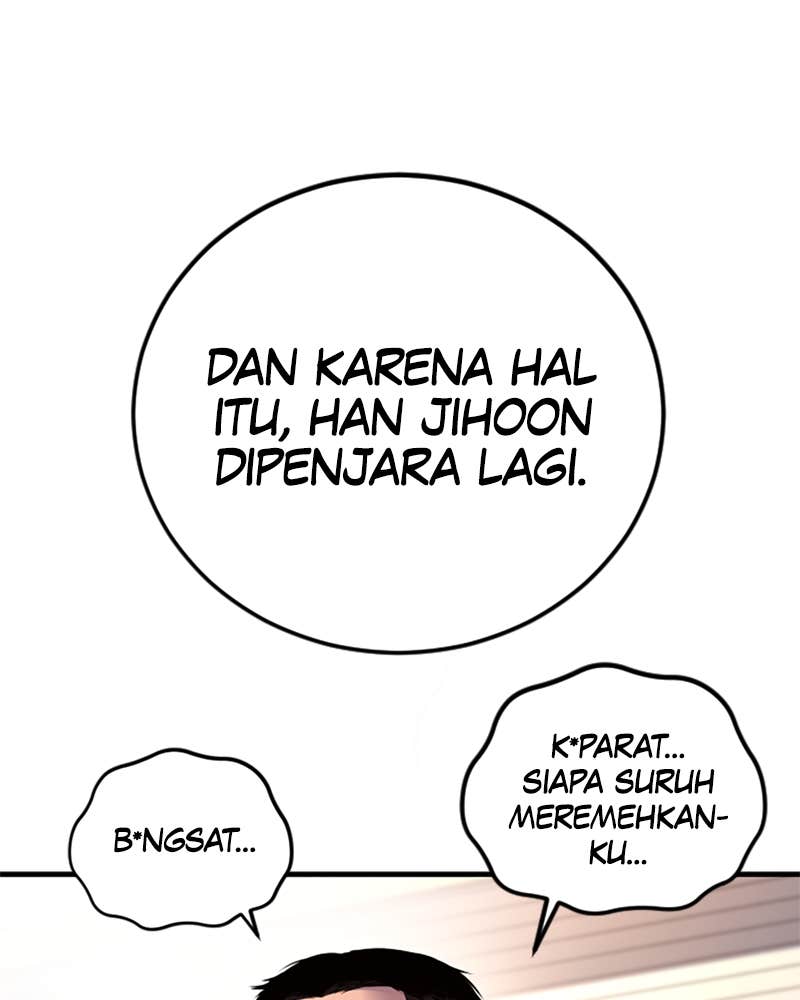 DAN KARENA HAL
ITU, HAN JIHOON
DIPENJARA LAGI.
B*NGSAT...
K*PARAT...
SIAPA SURUH
MEREMEHKAN-
KU...